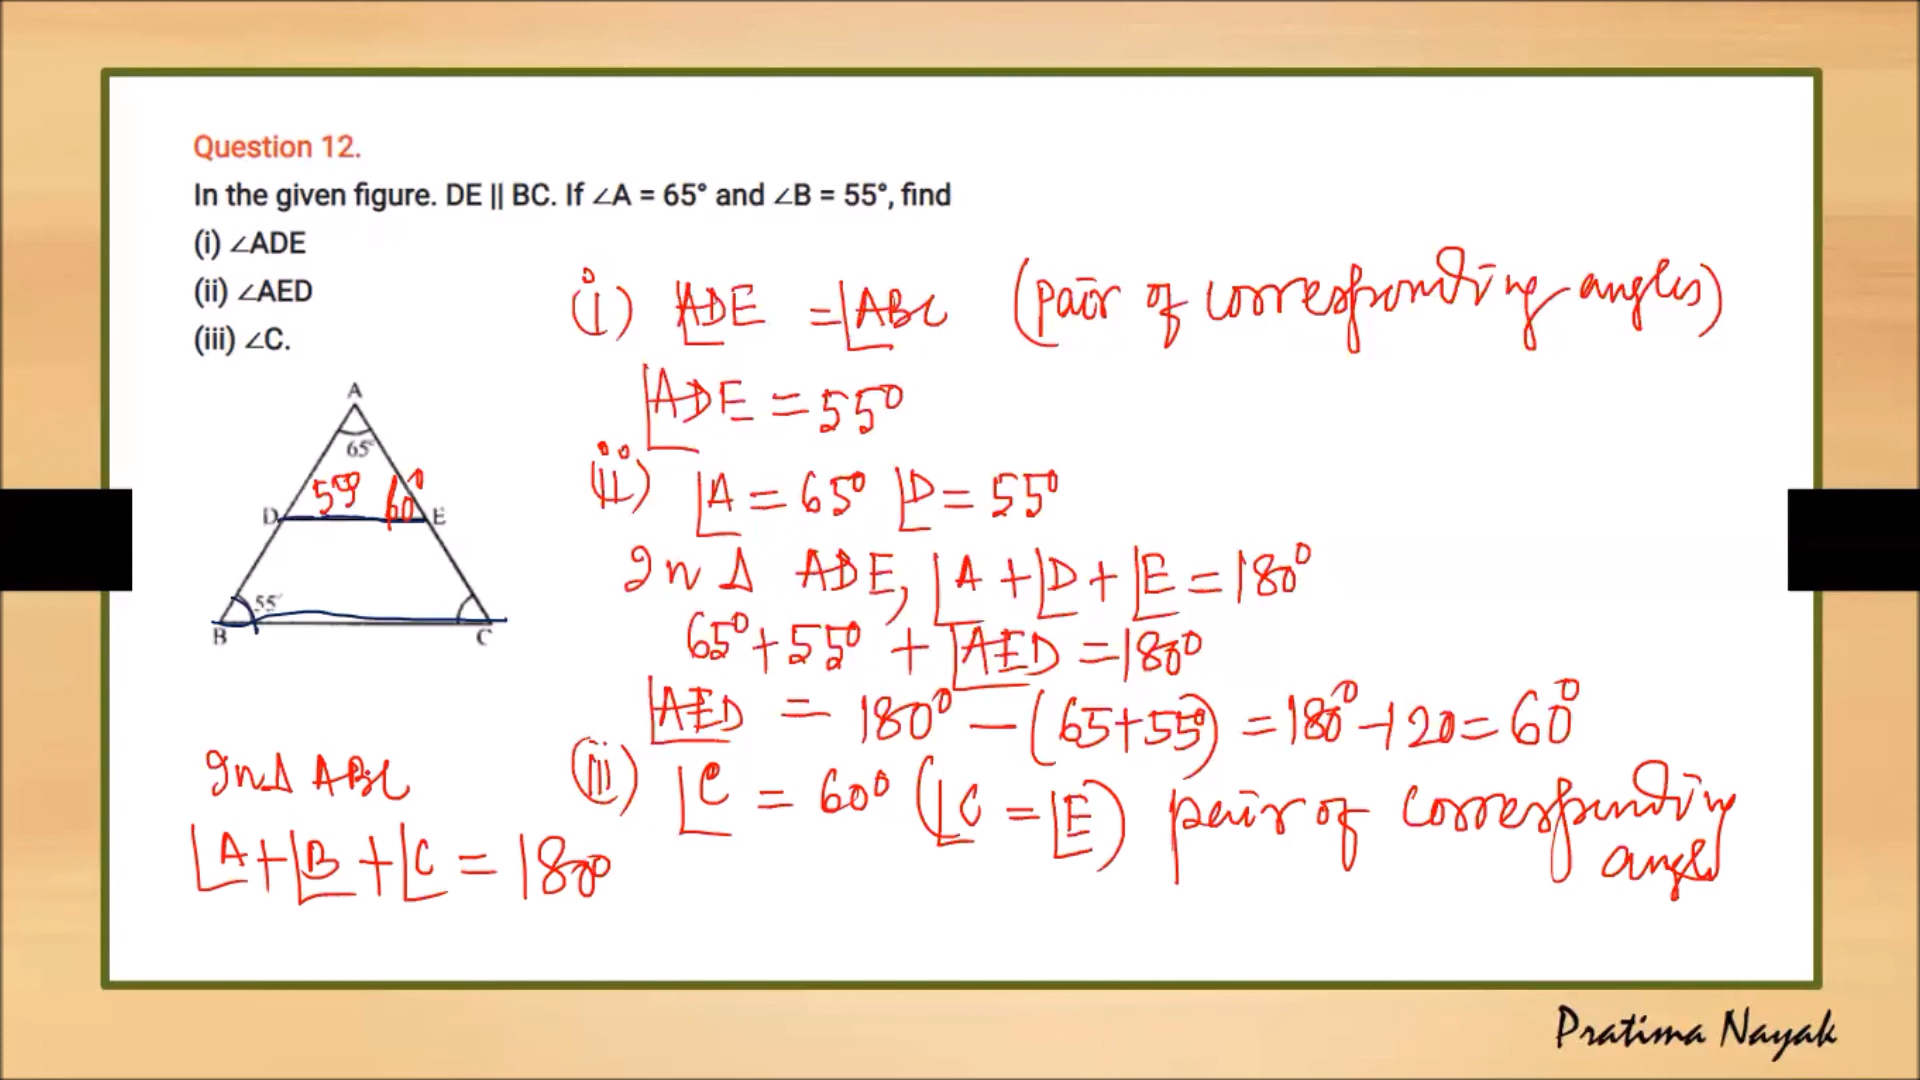 Question 12.
In the given figure. DE || BC. If ∠A = 65° and ∠B = 55°, find
(i) ∠ADE
(ii) ∠AED
(iii) ∠C.
A
65°
55° 60°
D E
55°
B C
(i) ∠ADE = ∠ABC (pair of corresponding angles)
∠ADE = 55°
(ii) ∠A = 65° ∠D = 55°
In Δ ADE, ∠A + ∠D + ∠E = 180°
65° + 55° + ∠AED = 180°
∠AED = 180° - (65+55°) = 180° - 120 = 60°
(iii) ∠C = 60° (∠C = ∠E) pair of corresponding
angles
In Δ ABC
∠A + ∠B + ∠C = 180°
Pratima Nayak